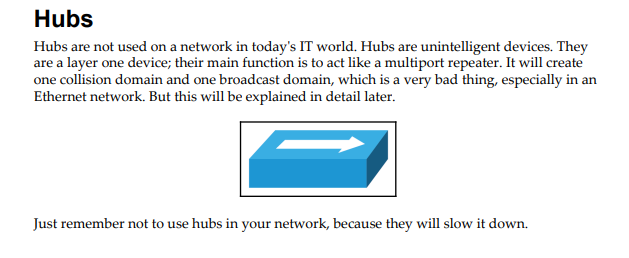 Hubs
Hubs are not used on a network in today's IT world. Hubs are unintelligent devices. They
are a layer one device; their main function is to act like a multiport repeater. It will create
one collision domain and one broadcast domain, which is a very bad thing, especially in an
Ethernet network. But this will be explained in detail later.
Just remember not to use hubs in your network, because they will slow it down.